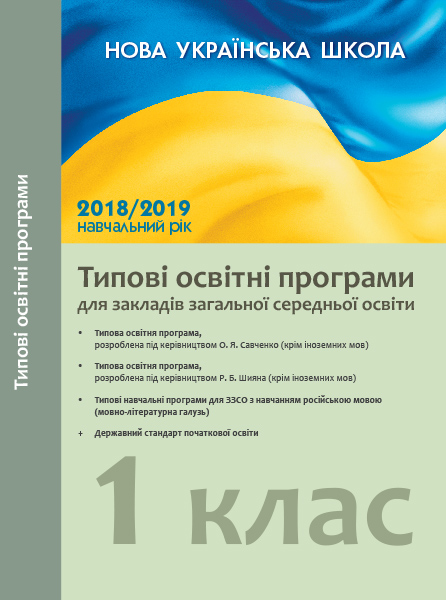 НОВА УКРАЇНСЬКА ШКОЛА
2018/2019
навчальний рік
Типові освітні програми
Типові освітні програми
для закладів загальної середньої освіти
• Типова освітня програма,
розроблена під керівництвом О. Я. Савченко (крім іноземних мов)
• Типова освітня програма,
розроблена під керівництвом Р. Б. Шияна (крім іноземних мов)
• Типові навчальні програми для ЗЗСО з навчанням російською мовою
(мовно-літературна галузь)
+ Державний стандарт початкової освіти
1 клас